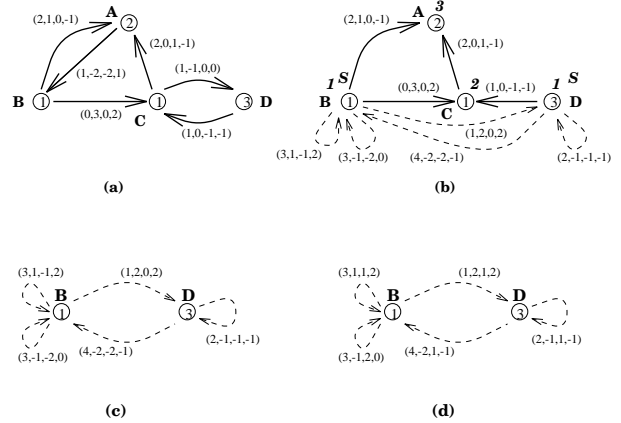 A
(2,1,0,-1)
2
(2,0,1,-1)
(1,-2,-2,1)
(1,-1,0,0)
B
1
1
3
D
(0,3,0,2)
C
(1,0,-1,-1)
(a)
3
A
(2,1,0,-1)
2
(2,0,1,-1)
1 S
2
1 S
(0,3,0,2)
(1,0,-1,-1)
B
1
1
3
D
C
(1,2,0,2)
(3,1,-1,2)
(3,-1,-2,0)
(4,-2,-2,-1)
(2,-1,-1,-1)
(b)
(3,1,-1,2)
(1,2,0,2)
B
D
1
3
(3,-1,-2,0)
(4,-2,-2,-1)
(2,-1,-1,-1)
(c)
(3,1,1,2)
(1,2,1,2)
B
D
1
3
(3,-1,2,0)
(4,-2,1,-1)
(2,-1,1,-1)
(d)